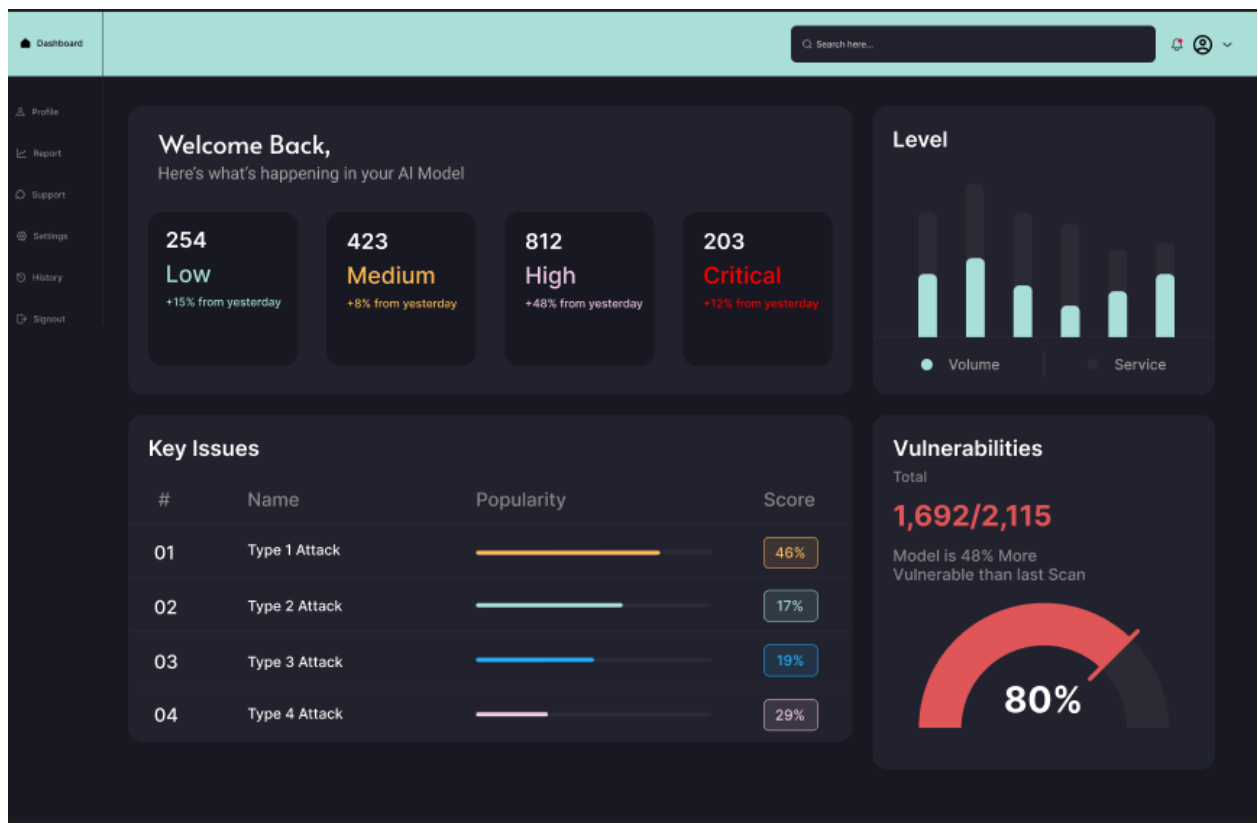 Dashboard
Search here...
Profile
Report
Support
Settings
History
Signout
Welcome Back,
Here's what's happening in your AI Model
254
Low
+15% from yesterday
423
Medium
+8% from yesterday
812
High
+48% from yesterday
203
Critical
+12% from yesterday
Level
Volume
Service
Key Issues
# Name Popularity Score
01 Type 1 Attack 46%
02 Type 2 Attack 17%
03 Type 3 Attack 19%
04 Type 4 Attack 29%
Vulnerabilities
Total
1,692/2,115
Model is 48% More
Vulnerable than last Scan
80%